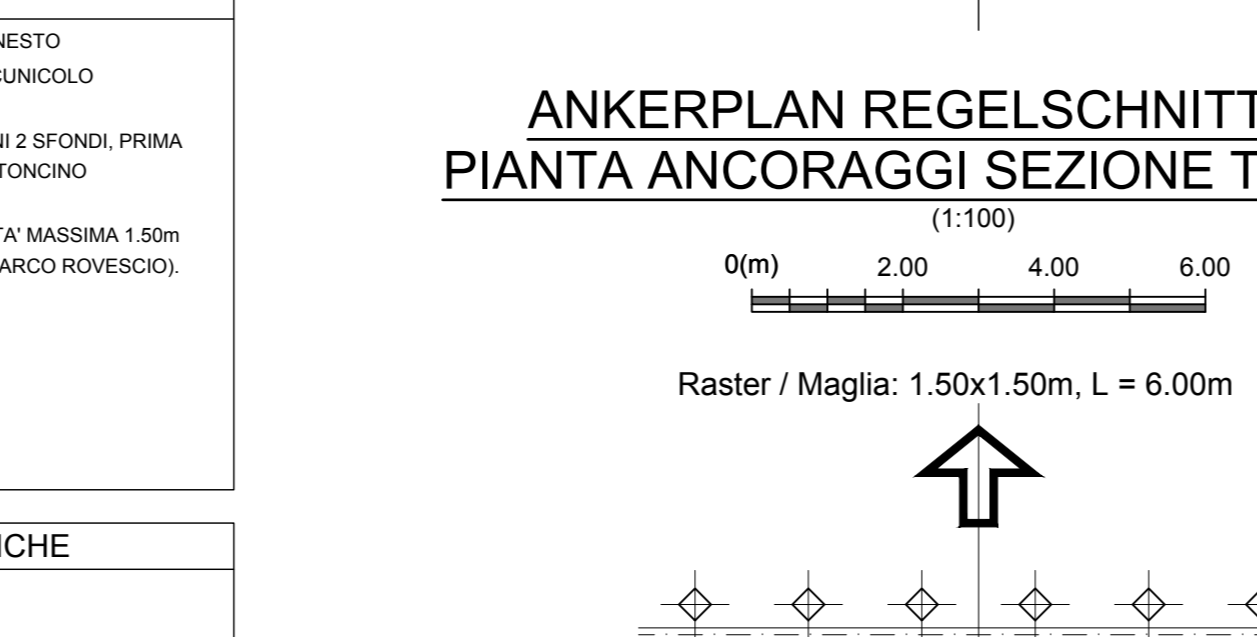 NESTO
CUNICOLO
NI 2 SFONDI, PRIMA
TONCINO
TA' MASSIMA 1.50m
ARCO ROVESCIO).
ICHE
ANKERPLAN REGELSCHNITT
PIANTA ANCORAGGI SEZIONE T
(1:100)
0(m) 2.00 4.00 6.00
Raster / Maglia: 1.50x1.50m, L = 6.00m